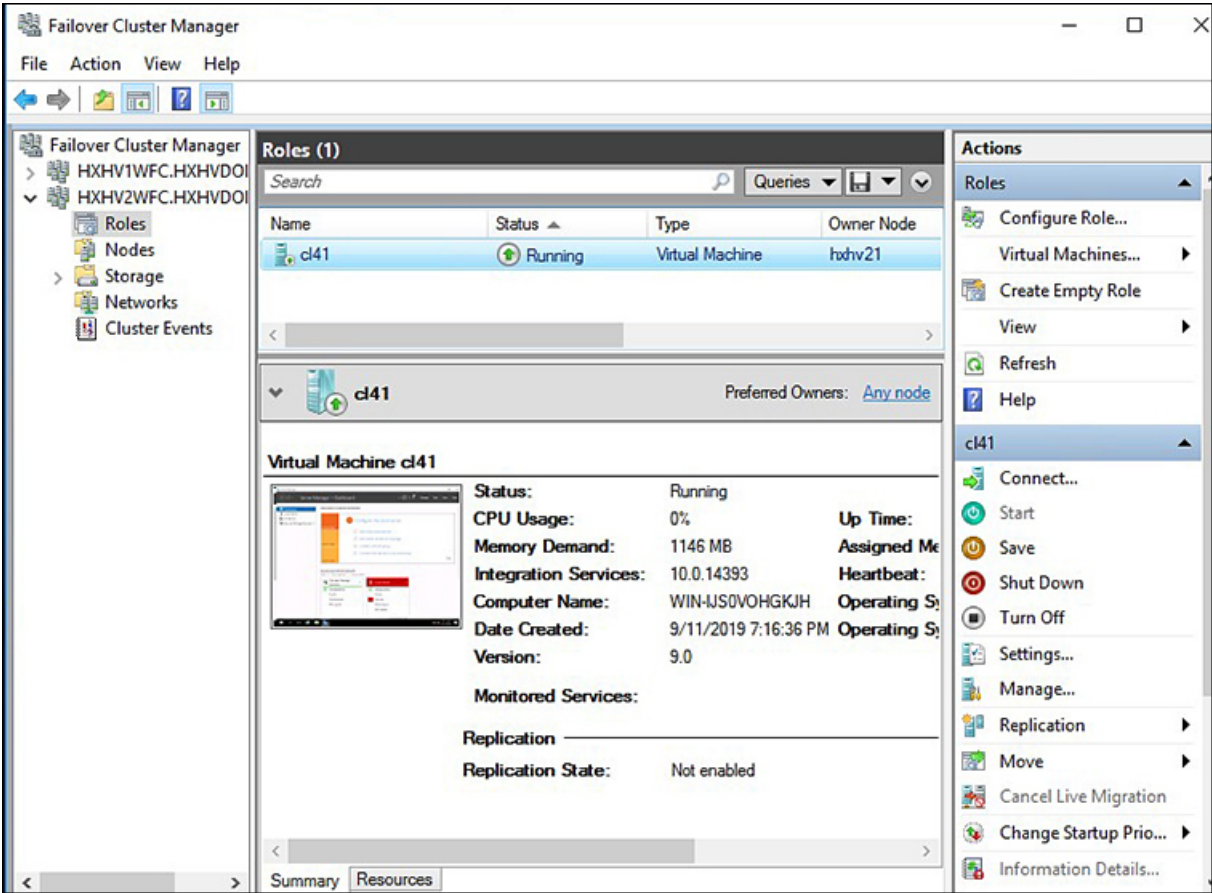 Failover Cluster Manager
File Action View Help
Failover Cluster Manager
HXHV1WFC.HXHVDOI
HXHV2WFC.HXHVDOI
Roles
Nodes
Storage
Networks
Cluster Events
Roles (1)
Search
Queries
Name Status Type Owner Node
cl41 Running Virtual Machine hxhv21
cl41 Preferred Owners: Any node
Virtual Machine cl41
Status: Running
CPU Usage: 0% Up Time:
Memory Demand: 1146 MB Assigned Me
Integration Services: 10.0.14393 Heartbeat:
Computer Name: WIN-IJS0VOHGKJH Operating Sy
Date Created: 9/11/2019 7:16:36 PM Operating Sy
Version: 9.0
Monitored Services:
Replication
Replication State: Not enabled
Summary Resources
Actions
Roles
Configure Role...
Virtual Machines...
Create Empty Role
View
Refresh
Help
cl41
Connect...
Start
Save
Shut Down
Turn Off
Settings...
Manage...
Replication
Move
Cancel Live Migration
Change Startup Prio...
Information Details...